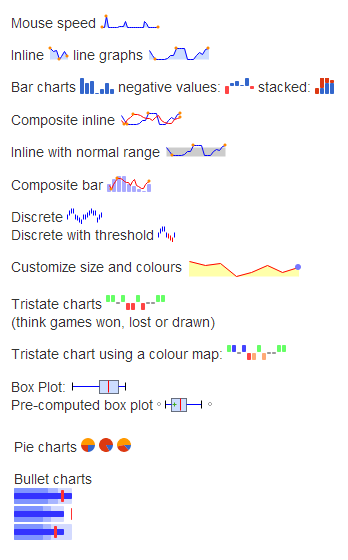 Mouse speed
Inline line graphs
Bar charts negative values: stacked:
Composite inline
Inline with normal range
Composite bar
Discrete
Discrete with threshold
Customize size and colours
Tristate charts
(think games won, lost or drawn)
Tristate chart using a colour map:
Box Plot:
Pre-computed box plot
Pie charts
Bullet charts